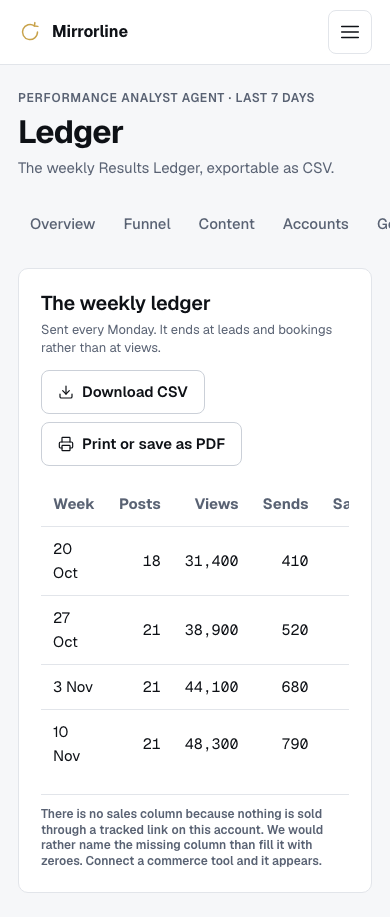 Mirrorline
PERFORMANCE ANALYST AGENT · LAST 7 DAYS
Ledger
The weekly Results Ledger, exportable as CSV.
Overview Funnel Content Accounts
The weekly ledger
Sent every Monday. It ends at leads and bookings
rather than at views.
Download CSV
Print or save as PDF
Week Posts Views Sends
20 Oct 18 31,400 410
27 Oct 21 38,900 520
3 Nov 21 44,100 680
10 Nov 21 48,300 790
There is no sales column because nothing is sold
through a tracked link on this account. We would
rather name the missing column than fill it with
zeroes. Connect a commerce tool and it appears.